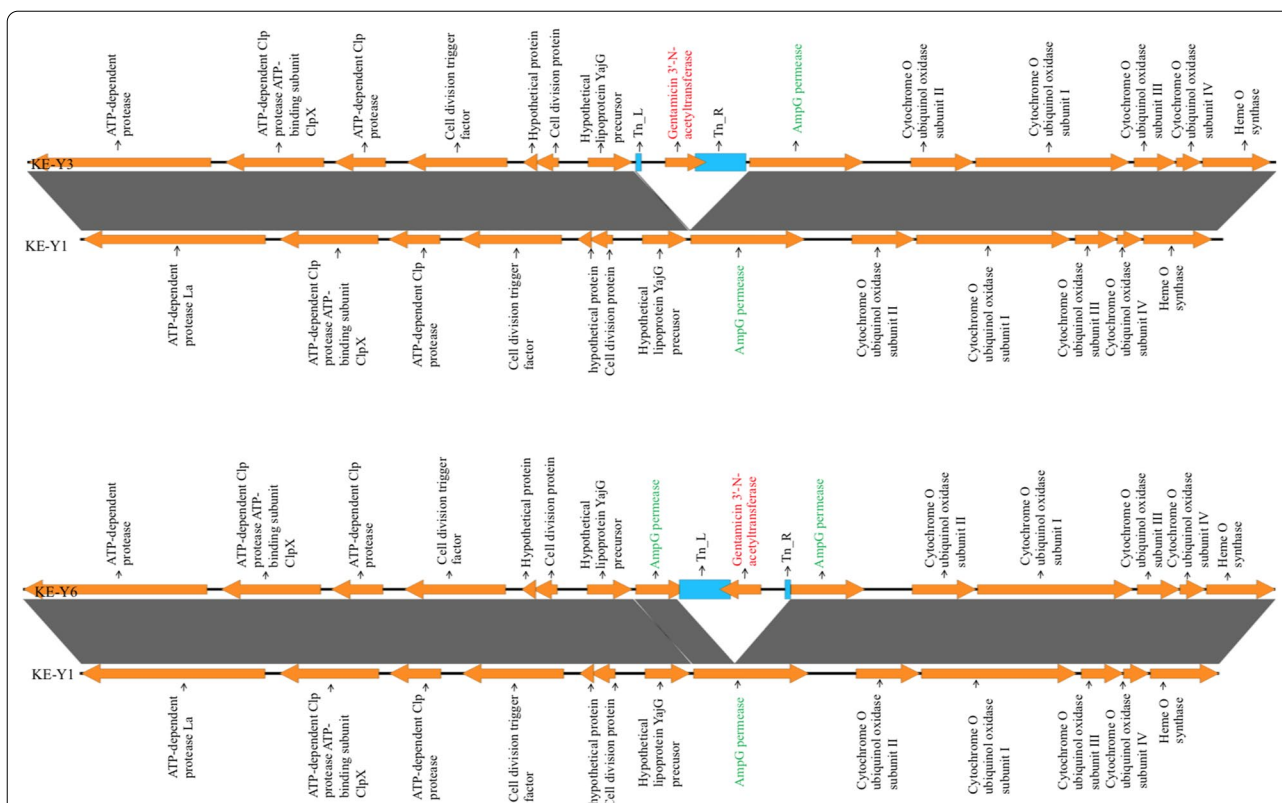 ATP-dependent
protease
ATP-dependent Clp
protease ATP-
binding subunit
ClpX
ATP-dependent Clp
protease
Cell division trigger
factor
Hypothetical protein
Cell division protein
Hypothetical
lipoprotein YajG
precursor
Tn_L
Gentamicin 3'-N-
acetyltransferase
Tn_R
AmpG permease
Cytochrome O
ubiquinol oxidase
subunit II
Cytochrome O
ubiquinol oxidase
subunit I
Cytochrome O
ubiquinol oxidase
subunit III
Cytochrome O
ubiquinol oxidase
subunit IV
Heme O
synthase
KE-Y3
KE-Y1
ATP-dependent
protease La
ATP-dependent Clp
protease ATP-
binding subunit
ClpX
ATP-dependent Clp
protease
Cell division trigger
factor
hypothetical protein
Cell division protein
Hypothetical
lipoprotein YajG
precusor
AmpG permease
Cytochrome O
ubiquinol oxidase
subunit II
Cytochrome O
ubiquinol oxidase
subunit I
Cytochrome O
ubiquinol oxidase
subunit III
Cytochrome O
ubiquinol oxidase
subunit IV
Heme O
synthase
ATP-dependent
protease
ATP-dependent Clp
protease ATP-
binding subunit
ClpX
ATP-dependent Clp
protease
Cell division trigger
factor
Hypothetical protein
Cell division protein
Hypothetical
lipoprotein YajG
precursor
AmpG permease
Tn_L
Gentamicin 3'-N-
acetyltransferase
Tn_R
AmpG permease
Cytochrome O
ubiquinol oxidase
subunit II
Cytochrome O
ubiquinol oxidase
subunit I
Cytochrome O
ubiquinol oxidase
subunit III
Cytochrome O
ubiquinol oxidase
subunit IV
Heme O
synthase
KE-Y6
KE-Y1
ATP-dependent
protease La
ATP-dependent Clp
protease ATP-
binding subunit
ClpX
ATP-dependent Clp
protease
Cell division trigger
factor
hypothetical protein
Cell division protein
Hypothetical
lipoprotein YajG
precusor
AmpG permease
Cytochrome O
ubiquinol oxidase
subunit II
Cytochrome O
ubiquinol oxidase
subunit I
Cytochrome O
ubiquinol oxidase
subunit III
Cytochrome O
ubiquinol oxidase
subunit IV
Heme O
synthase